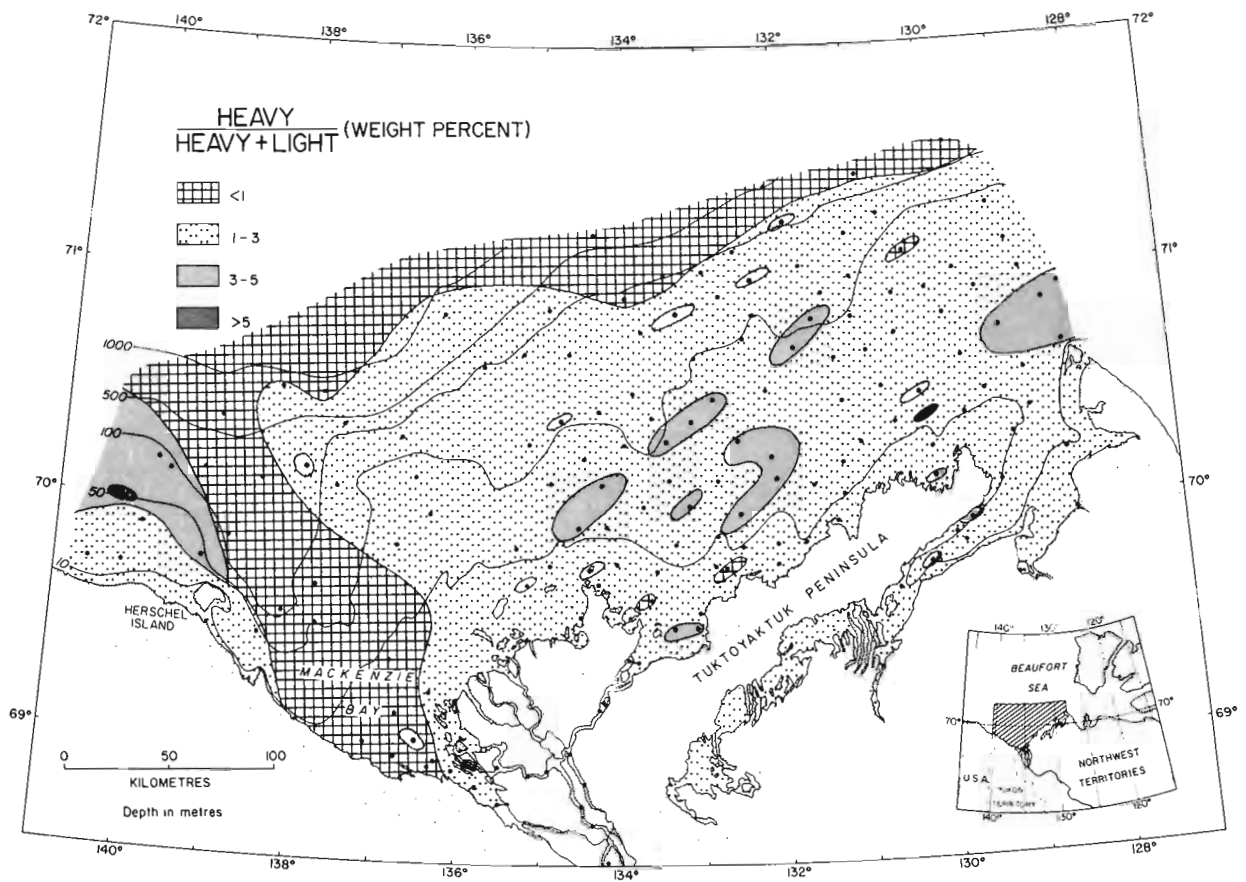 72° 140° 136° 134° 132° 130° 128° 72°
HEAVY
HEAVY + LIGHT (WEIGHT PERCENT)
<1
1-3
3-5
>5
71° 71°
1000
500
100
50
10
70° 70°
HERSCHEL
ISLAND
MACKENZIE
BAY
TUKTOYAKTUK PENINSULA
69° 69°
0 50 100
KILOMETRES
Depth in metres
140° 130° 120°
BEAUFORT
SEA
70° 70°
NORTHWEST
TERRITORIES
U.S.A.
YUKON
TERRITORY
140° 130° 120°
140° 138° 136° 134° 132° 130° 128°